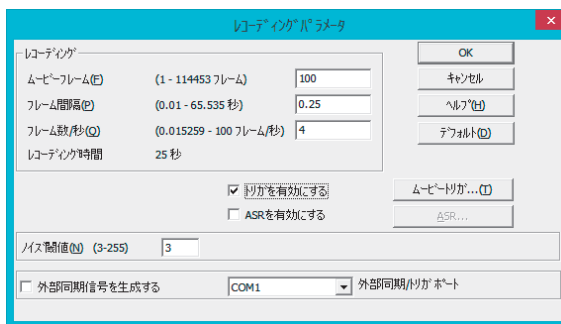 レコーディングパラメータ
レコーディング
ムービーフレーム(F) (1 - 114453 フレーム) 100
フレーム間隔(P) (0.01 - 65.535 秒) 0.25
フレーム数/秒(Q) (0.015259 - 100 フレーム/秒) 4
レコーディング時間 25 秒
OK
キャンセル
ヘルプ(H)
デフォルト(D)
トリガを有効にする
ムービートリガ...(T)
ASRを有効にする
ASR...
ノイズ閾値(N) (3-255) 3
外部同期信号を生成する COM1 外部同期/トリガ ポート